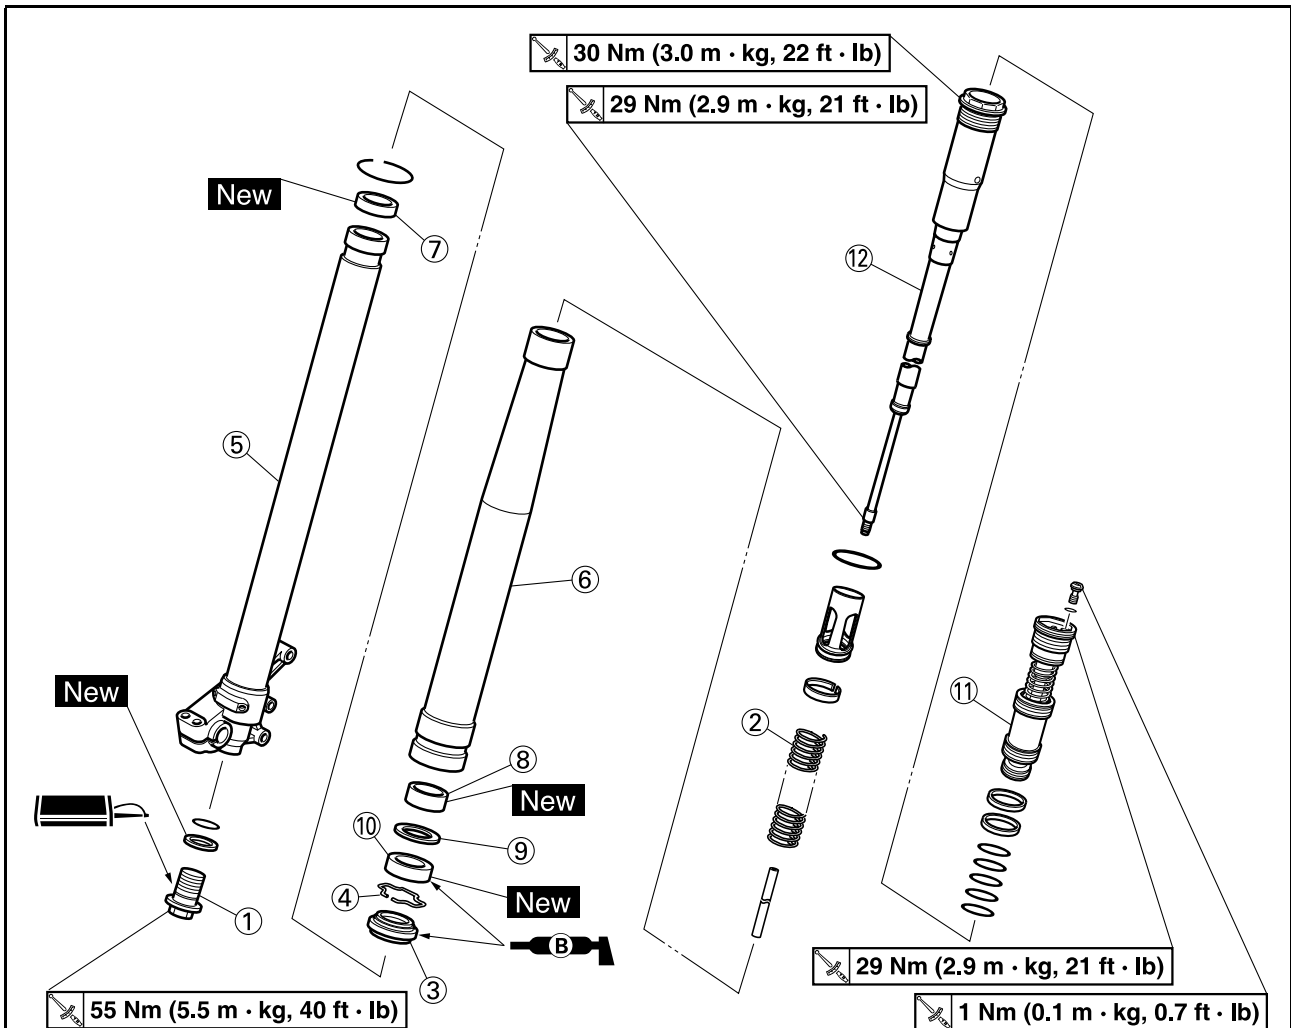 30 Nm (3.0 m · kg, 22 ft · lb)
29 Nm (2.9 m · kg, 21 ft · lb)
New
7
12
5
6
New
2
11
8
New
10
9
4
New
1
B
3
29 Nm (2.9 m · kg, 21 ft · lb)
55 Nm (5.5 m · kg, 40 ft · lb)
1 Nm (0.1 m · kg, 0.7 ft · lb)